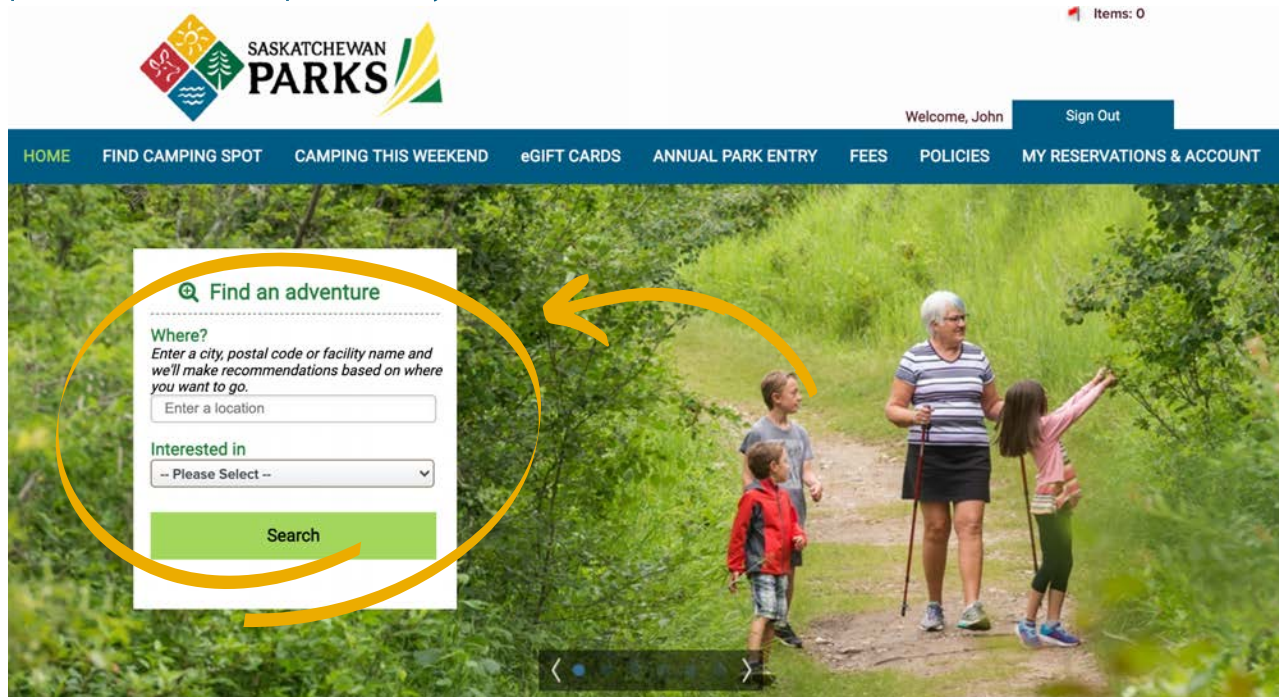 Items: 0
SASKATCHEWAN
PARKS
Welcome, John
Sign Out
HOME
FIND CAMPING SPOT
CAMPING THIS WEEKEND
eGIFT CARDS
ANNUAL PARK ENTRY
FEES
POLICIES
MY RESERVATIONS & ACCOUNT
Find an adventure
Where?
Enter a city, postal code or facility name and
we'll make recommendations based on where
you want to go.
Enter a location
Interested in
-- Please Select --
Search